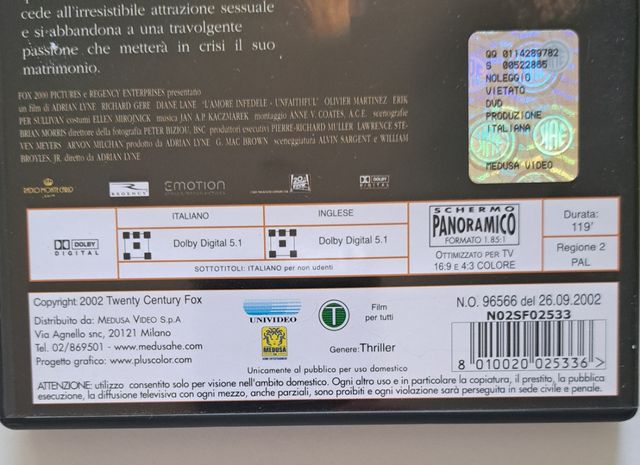 cede all'irresistibile attrazione sessuale
e si abbandona a una travolgente
passione che metterà in crisi il suo
matrimonio.
FOX 2000 PICTURES e REGENCY ENTERPRISES presentano
un film di ADRIAN LYNE RICHARD GERE DIANE LANE "L'AMORE INFEDELE - UNFAITHFUL" OLIVIER MARTINEZ ERIK
PER SULLIVAN costumi ELLEN MIROJNICK musica JAN A.P. KACZMAREK montaggio ANNE V. COATES, A.C.E. scenografie
BRIAN MORRIS direttore della fotografia PETER BIZIOU, BSC produttori esecutivi PIERRE-RICHARD MULLER LAWRENCE STE-
VEN MEYERS ARNON MILCHAN prodotto da ADRIAN LYNE G. MAC BROWN sceneggiatura ALVIN SARGENT e WILLIAM
BROYLES, JR. diretto da ADRIAN LYNE
QQ 0114289782
S 00522865
NOLEGGIO
VIETATO
DVD
PRODUZIONE
ITALIANA
MEDUSA VIDEO
RADIO MONTE CARLO
REGENCY
EMOTION
DOLBY
DIGITAL
DOLBY
DIGITAL
ITALIANO
INGLESE
Dolby Digital 5.1
Dolby Digital 5.1
SOTTOTITOLI: ITALIANO per non udenti
SCHERMO
PANORAMICO
FORMATO 1.85:1
OTTIMIZZATO PER TV
16:9 E 4:3 COLORE
Durata:
119'
Regione 2
PAL
Copyright 2002 Twenty Century Fox
Distribuito da: MEDUSA VIDEO S.p.A
Via Agnello snc, 20121 Milano
Tel. 02/869501 - www.medusahe.com
Progetto grafico: www.pluscolor.com
UNIVIDEO
MEDUSA
T
Film
per tutti
Genere: Thriller
Unicamente al pubblico per uso domestico
N.O. 96566 del 26.09.2002
N02SF02533
8 010020 025336 >
ATTENZIONE: utilizzo consentito solo per visione nell'ambito domestico. Ogni altro uso e in particolare la copiatura, il prestito, la pubblica
esecuzione, la diffusione televisiva con ogni mezzo, anche parziali, sono proibiti e ogni violazione sarà perseguita in sede civile e penale.